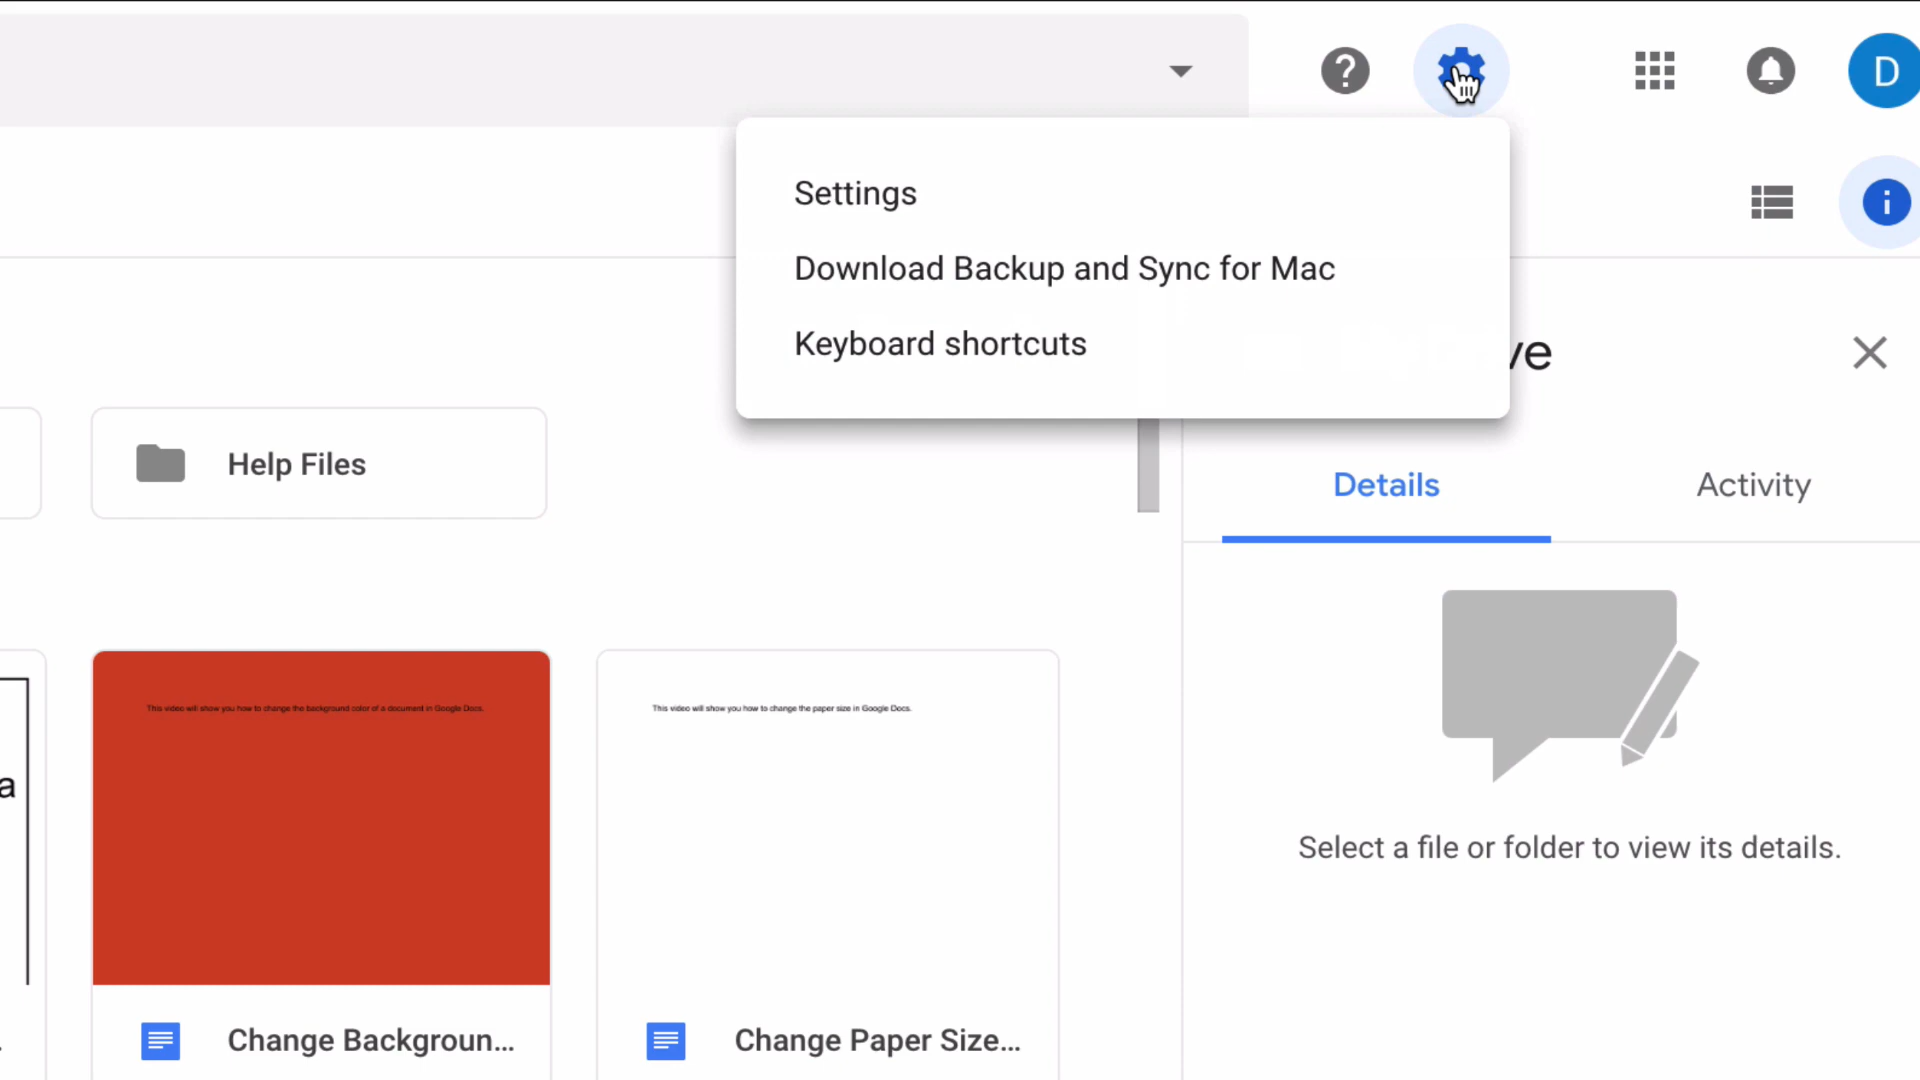 D
Settings
Download Backup and Sync for Mac
Keyboard shortcuts
ve
Help Files
Details
Activity
This video will show you how to change the background color of a document in Google Docs.
This video will show you how to change the paper size in Google Docs.
a
Select a file or folder to view its details.
Change Backgroun...
Change Paper Size...